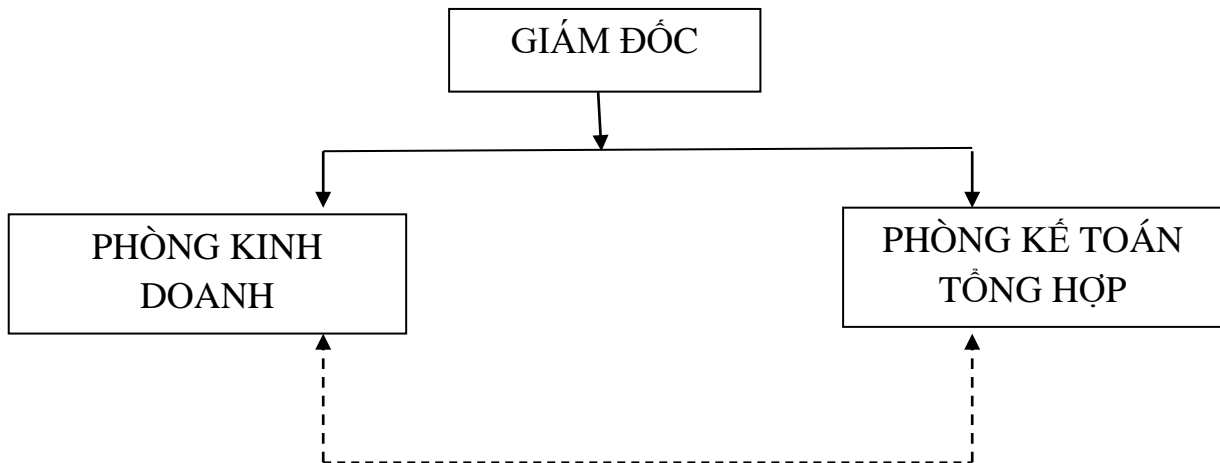 GIÁM ĐỐC
PHÒNG KINH
DOANH
PHÒNG KẾ TOÁN
TỔNG HỢP